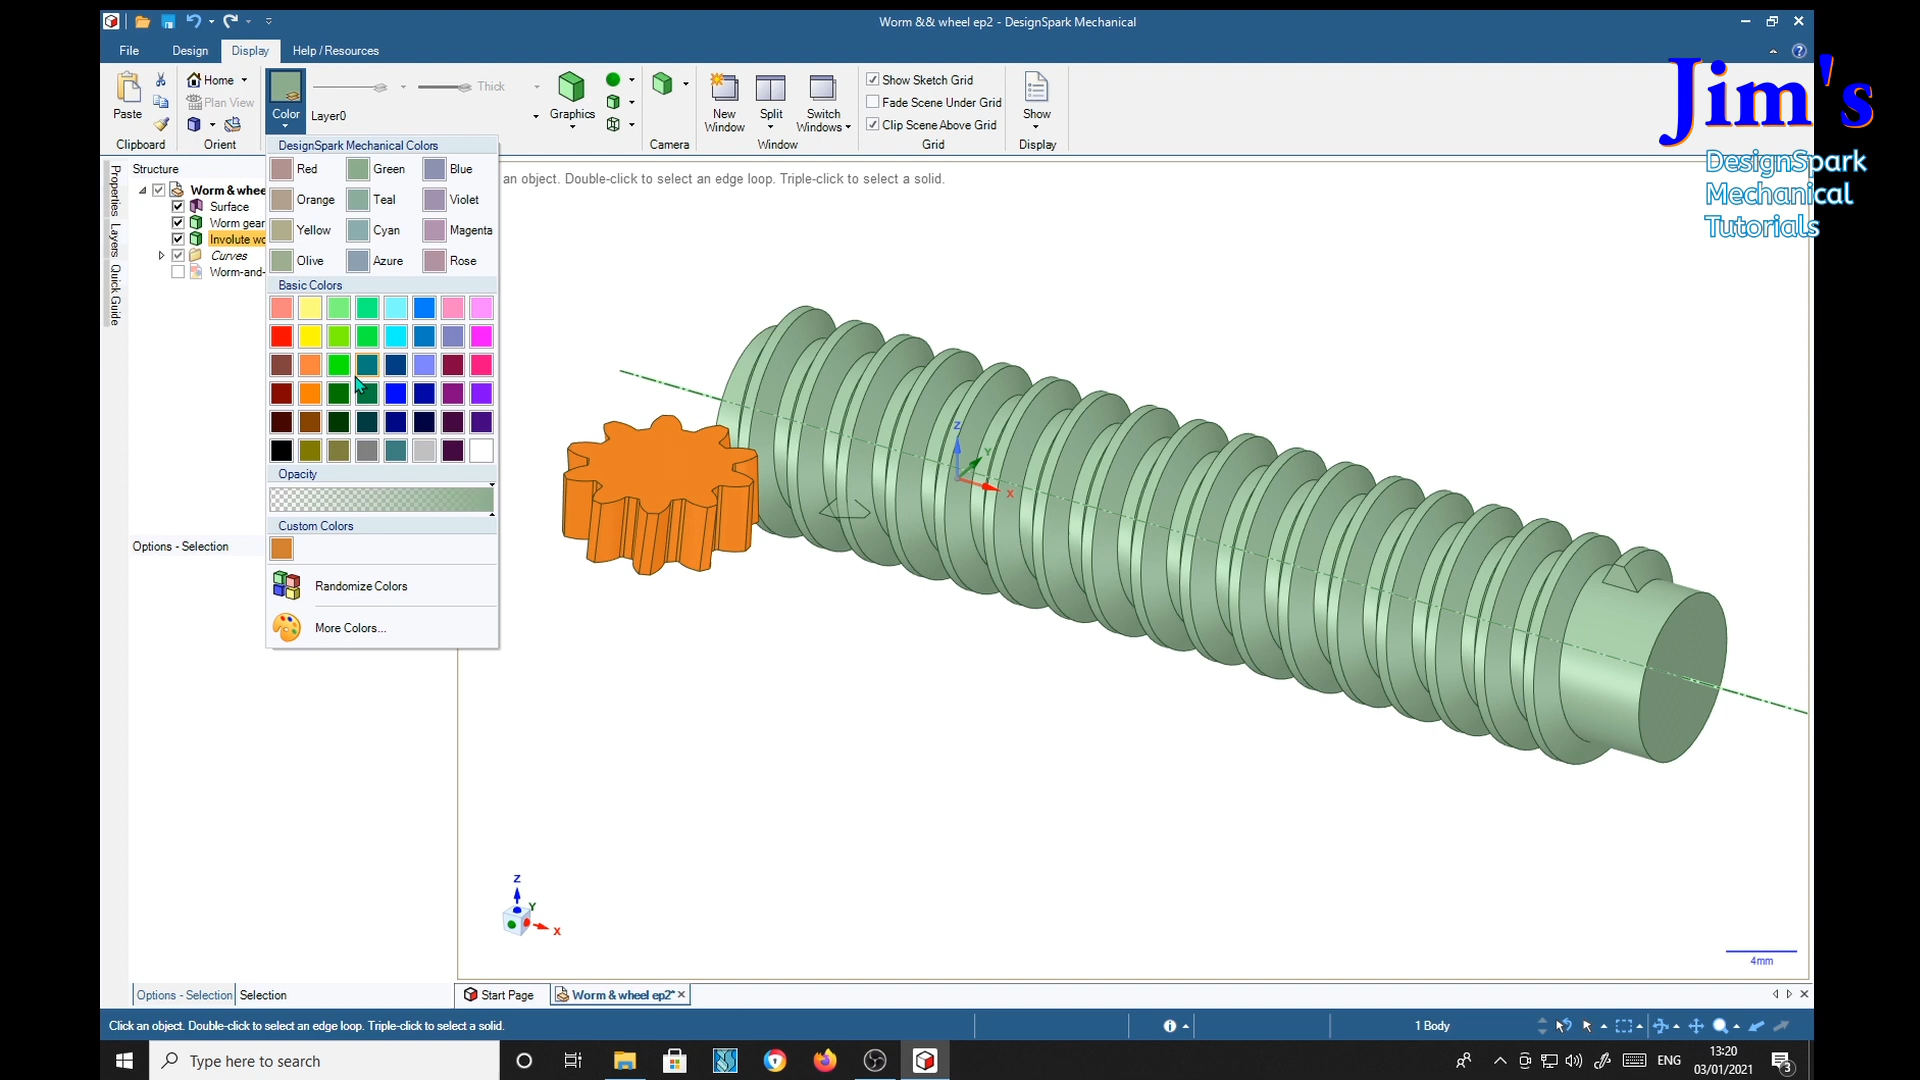 Worm && wheel ep2 - DesignSpark Mechanical
File Design Display Help / Resources
Jim's
DesignSpark
Mechanical
Tutorials
Paste
Clipboard
Home
Plan View
Orient
Color
Thick
Layer0
Graphics
Camera
New Window
Split
Switch Windows
Window
Show Sketch Grid
Fade Scene Under Grid
Clip Scene Above Grid
Grid
Show
Display
Properties
Layers
Quick Guide
Structure
Worm & whee
Surface
Worm gear
Involute wo
Curves
Worm-and-
DesignSpark Mechanical Colors
Red Green Blue
Orange Teal Violet
Yellow Cyan Magenta
Olive Azure Rose
Basic Colors
Opacity
Custom Colors
Randomize Colors
More Colors...
an object. Double-click to select an edge loop. Triple-click to select a solid.
Z
Y
X
Options - Selection
Z
Y
X
4mm
Options - Selection Selection
Start Page Worm & wheel ep2*
Click an object. Double-click to select an edge loop. Triple-click to select a solid.
1 Body
Type here to search
ENG
13:20
03/01/2021
3